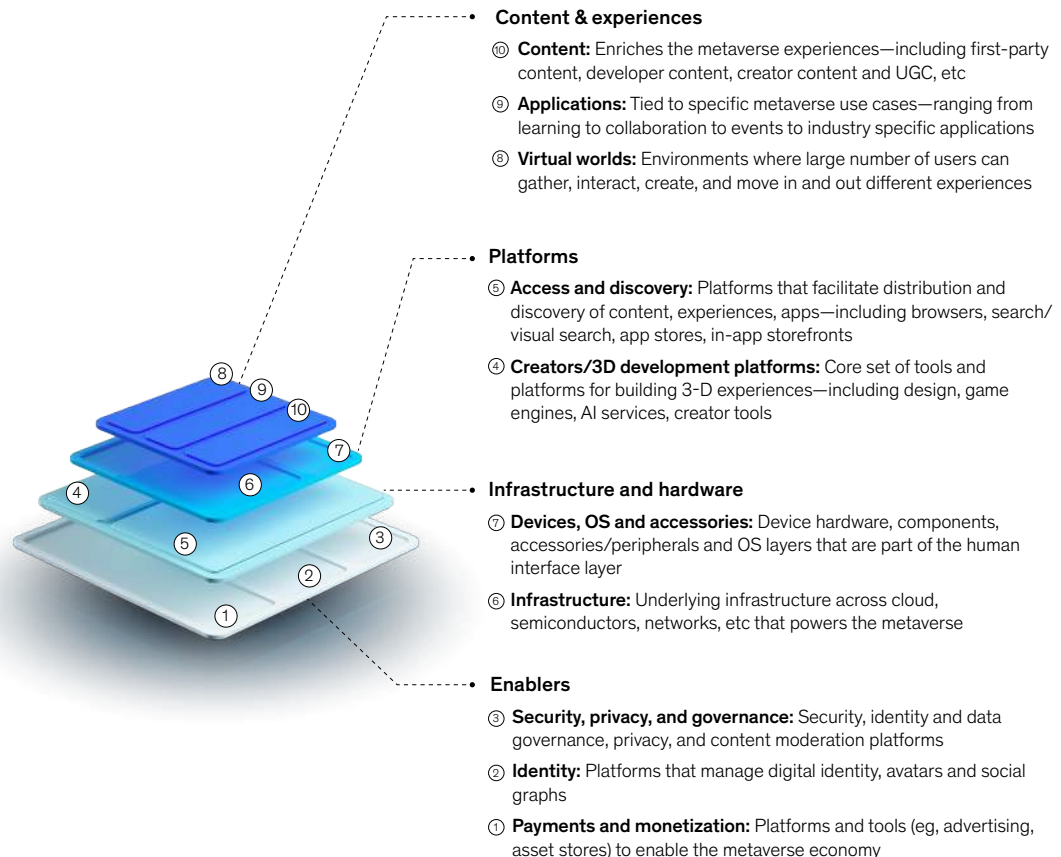 Content & experiences
⑩ Content: Enriches the metaverse experiences—including first-party
content, developer content, creator content and UGC, etc
⑨ Applications: Tied to specific metaverse use cases—ranging from
learning to collaboration to events to industry specific applications
⑧ Virtual worlds: Environments where large number of users can
gather, interact, create, and move in and out different experiences
Platforms
⑤ Access and discovery: Platforms that facilitate distribution and
discovery of content, experiences, apps—including browsers, search/
visual search, app stores, in-app storefronts
④ Creators/3D development platforms: Core set of tools and
platforms for building 3-D experiences—including design, game
engines, AI services, creator tools
Infrastructure and hardware
⑦ Devices, OS and accessories: Device hardware, components,
accessories/peripherals and OS layers that are part of the human
interface layer
⑥ Infrastructure: Underlying infrastructure across cloud,
semiconductors, networks, etc that powers the metaverse
Enablers
③ Security, privacy, and governance: Security, identity and data
governance, privacy, and content moderation platforms
② Identity: Platforms that manage digital identity, avatars and social
graphs
① Payments and monetization: Platforms and tools (eg, advertising,
asset stores) to enable the metaverse economy
⑧
⑨
⑩
⑦
⑥
④
⑤
③
②
①